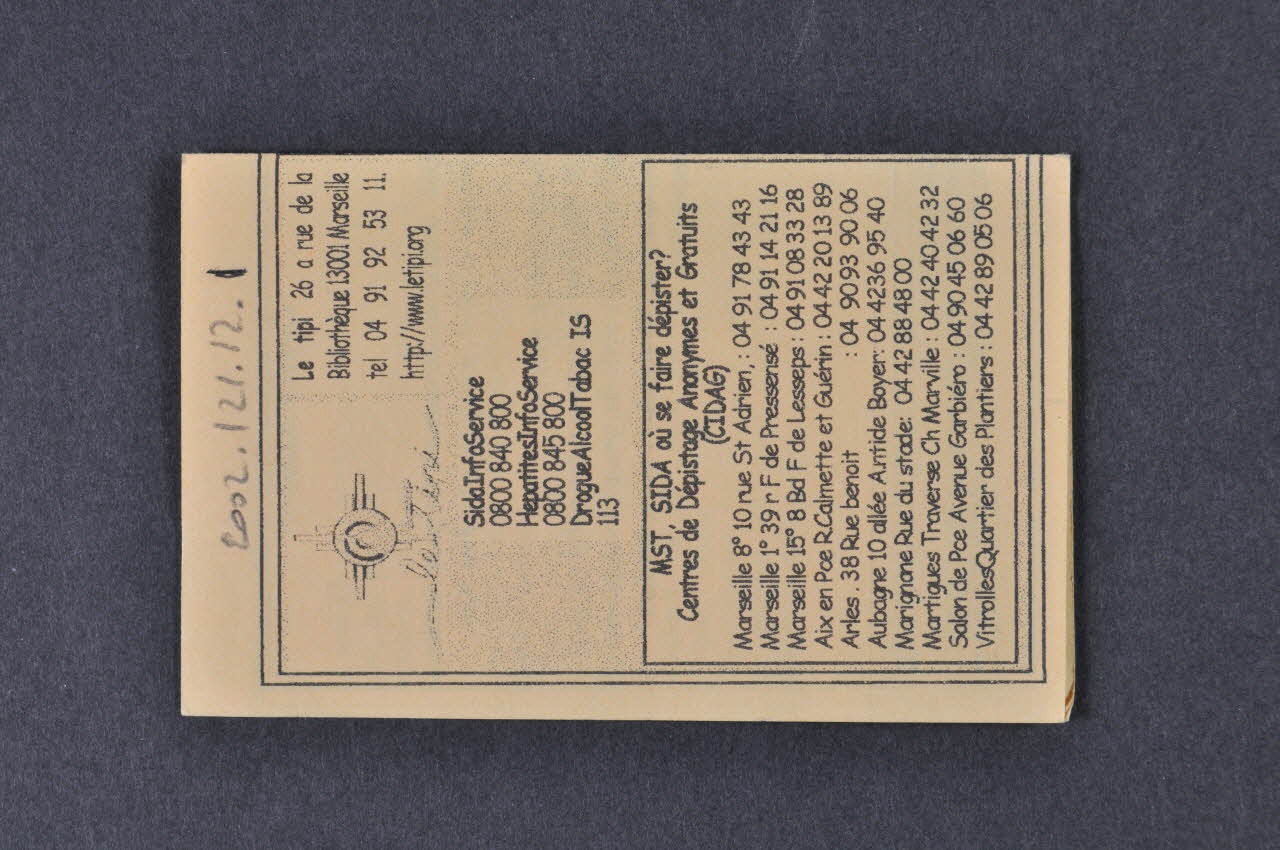 2002.121.12.1
Le tipi 26 a rue de la
Bibliothèque 13001 Marseille
tel 04 91 92 53 11.
http://www.letipi.org
Le Tipi
SidaInfoService
0800 840 800
HepatitesInfoService
0800 845 800
DrogueAlcoolTabac IS
113
MST, SIDA où se faire dépister?
Centres de Dépistage Anonymes et Gratuits
(CIDAG)
Marseille 8° 10 rue St Adrien, : 04 91 78 43 43
Marseille 1° 39 r F de Pressensé : 04 91 14 21 16
Marseille 15° 8 Bd F de Lesseps : 04 91 08 33 28
Aix en Pce R.Calmette et Guérin : 04 42 20 13 89
Arles . 38 Rue benoit : 04 90 93 90 06
Aubagne 10 allée Antide Boyer: 04 4236 95 40
Marignane Rue du stade: 04 42 88 48 00
Martigues Traverse Ch Marville : 04 42 40 42 32
Salon de Pce Avenue Garbiéro : 04 90 45 06 60
VitrollesQuartier des Plantiers : 04 42 89 05 06